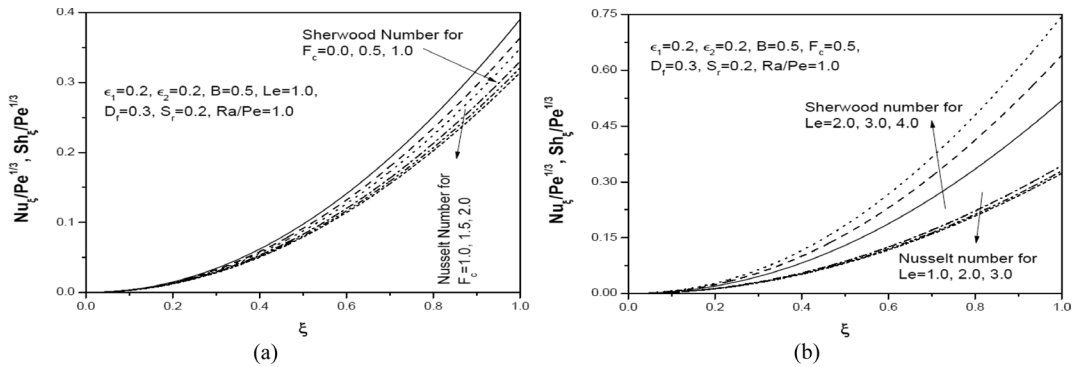 0.4
0.3
0.2
0.1
0.0
Nu_ξ/Pe^1/3, Sh_ξ/Pe^1/3
Sherwood Number for
F_c=0.0, 0.5, 1.0
ϵ_1=0.2, ϵ_2=0.2, B=0.5, Le=1.0,
D_f=0.3, S_r=0.2, Ra/Pe=1.0
Nusselt Number for
F_c=1.0, 1.5, 2.0
0.0 0.2 0.4 0.6 0.8 1.0
ξ
(a)
0.75
0.60
0.45
0.30
0.15
0.00
Nu_ξ/Pe^1/3, Sh_ξ/Pe^1/3
ϵ_1=0.2, ϵ_2=0.2, B=0.5, F_c=0.5,
D_f=0.3, S_r=0.2, Ra/Pe=1.0
Sherwood number for
Le=2.0, 3.0, 4.0
Nusselt number for
Le=1.0, 2.0, 3.0
0.0 0.2 0.4 0.6 0.8 1.0
ξ
(b)